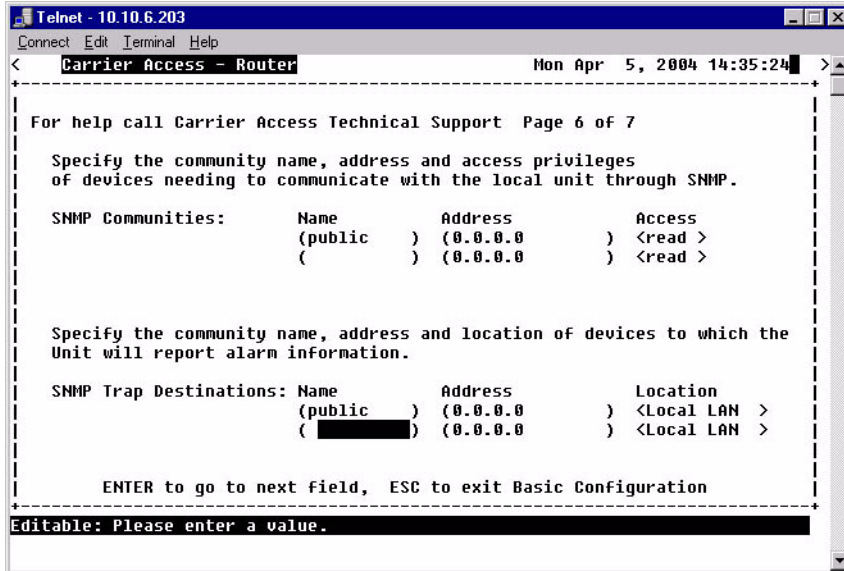 Telnet - 10.10.6.203
Connect Edit Terminal Help
< Carrier Access - Router Mon Apr 5, 2004 14:35:24 >
For help call Carrier Access Technical Support Page 6 of 7
Specify the community name, address and access privileges
of devices needing to communicate with the local unit through SNMP.
SNMP Communities: Name Address Access
(public ) (0.0.0.0 ) <read >
( ) (0.0.0.0 ) <read >
Specify the community name, address and location of devices to which the
Unit will report alarm information.
SNMP Trap Destinations: Name Address Location
(public ) (0.0.0.0 ) <Local LAN >
( ) (0.0.0.0 ) <Local LAN >
ENTER to go to next field, ESC to exit Basic Configuration
Editable: Please enter a value.